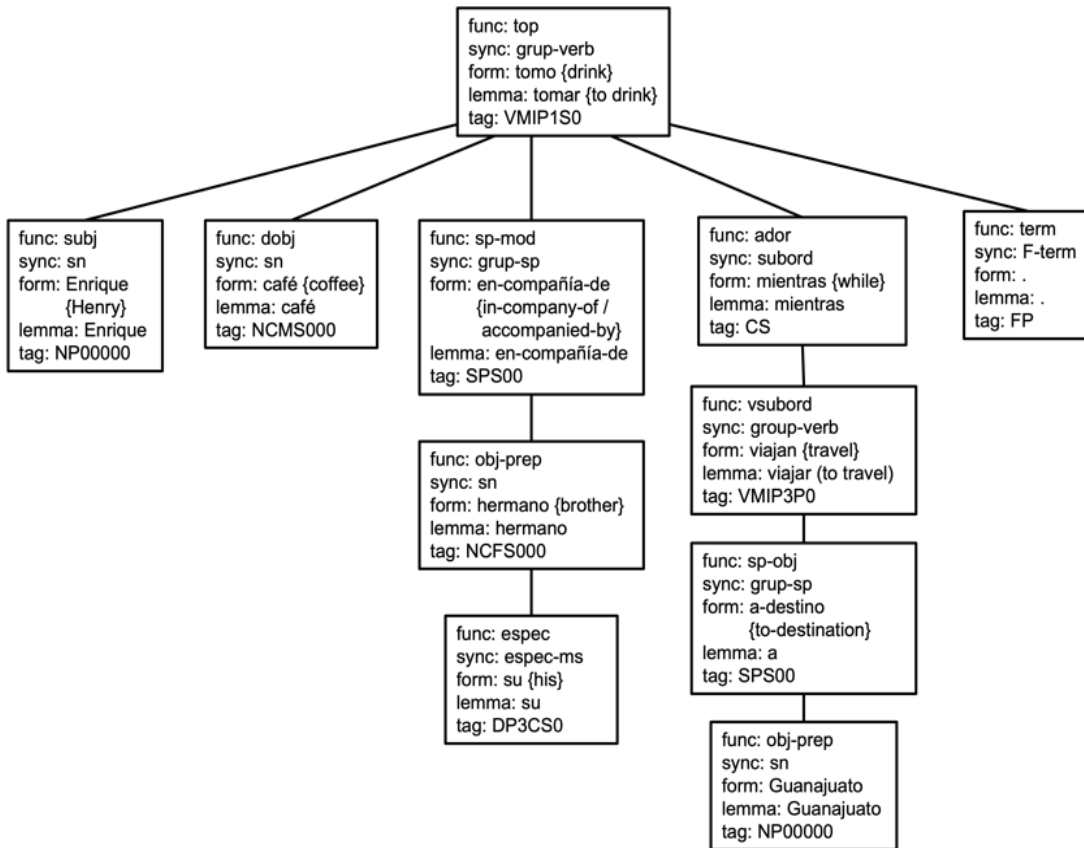 func: top
sync: grup-verb
form: tomo {drink}
lemma: tomar {to drink}
tag: VMIP1S0
func: subj
sync: sn
form: Enrique
{Henry}
lemma: Enrique
tag: NP00000
func: dobj
sync: sn
form: café {coffee}
lemma: café
tag: NCMS000
func: sp-mod
sync: grup-sp
form: en-compañía-de
{in-company-of /
accompanied-by}
lemma: en-compañía-de
tag: SPS00
func: ador
sync: subord
form: mientras {while}
lemma: mientras
tag: CS
func: term
sync: F-term
form: .
lemma: .
tag: FP
func: obj-prep
sync: sn
form: hermano {brother}
lemma: hermano
tag: NCFS000
func: vsubord
sync: group-verb
form: viajan {travel}
lemma: viajar (to travel)
tag: VMIP3P0
func: espec
sync: espec-ms
form: su {his}
lemma: su
tag: DP3CS0
func: sp-obj
sync: grup-sp
form: a-destino
{to-destination}
lemma: a
tag: SPS00
func: obj-prep
sync: sn
form: Guanajuato
lemma: Guanajuato
tag: NP00000